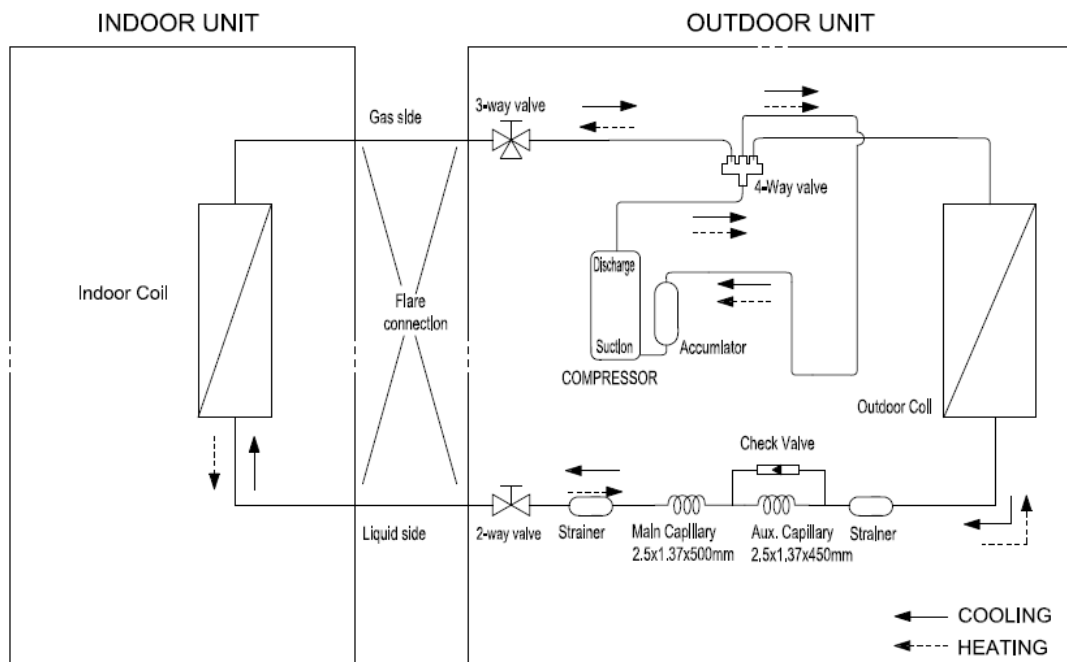 INDOOR UNIT
OUTDOOR UNIT
3-way valve
Gas side
4-Way valve
Discharge
Indoor Coil
Flare
connection
Suction
Accumlator
COMPRESSOR
Outdoor Coil
Check Valve
Liquid side
2-way valve
Strainer
Main Capillary
2.5x1.37x500mm
Aux. Capillary
2.5x1.37x450mm
Strainer
COOLING
HEATING